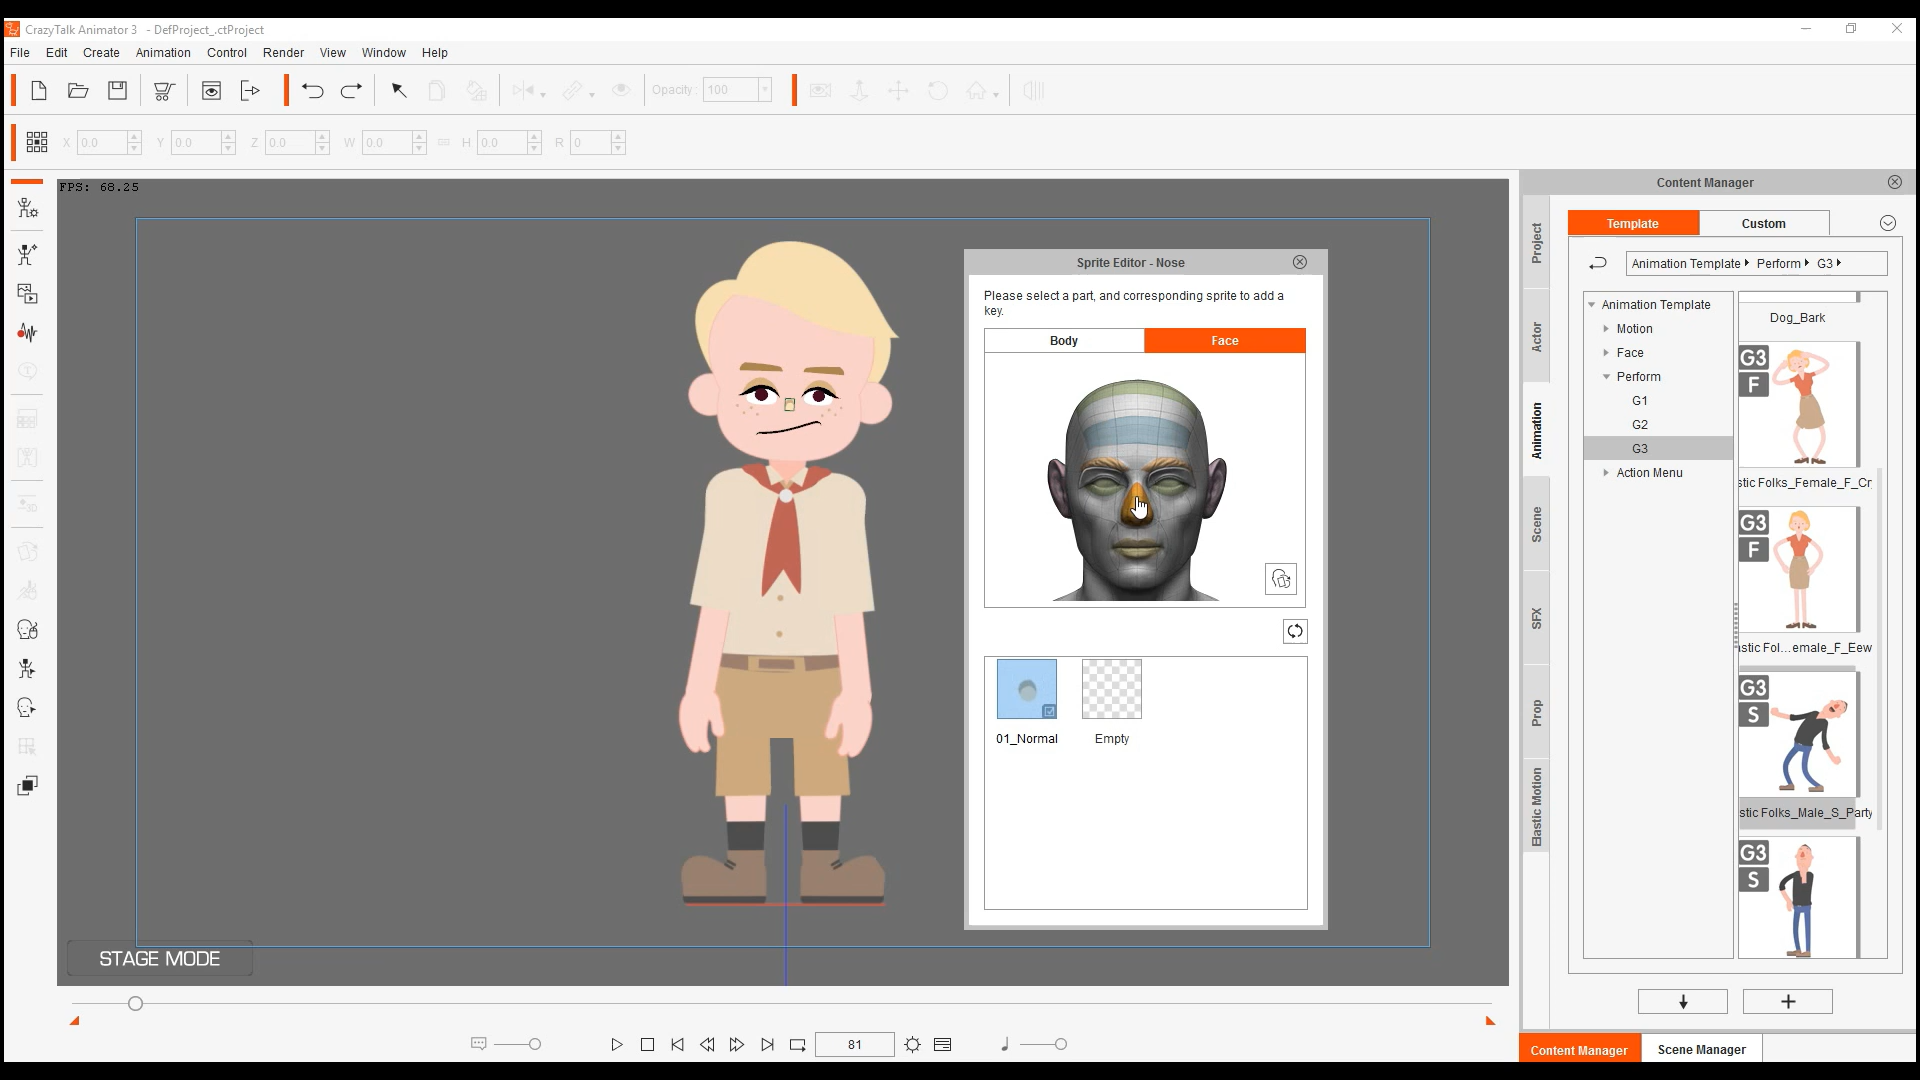 CrazyTalk Animator 3 - DefProject_.ctProject
File Edit Create Animation Control Render View Window Help
Opacity : 100
X 0.0 Y 0.0 Z 0.0 W 0.0 H 0.0 R 0
FPS: 68.25
Sprite Editor - Nose
Please select a part, and corresponding sprite to add a
key.
Body Face
01_Normal Empty
STAGE MODE
81
Content Manager
Project
Actor
Animation
Scene
SFX
Prop
Elastic Motion
Template Custom
Animation Template Perform G3
Animation Template
Motion
Face
Perform
G1
G2
G3
Action Menu
Dog_Bark
G3
F
stic Folks_Female_F_Cr
G3
F
stic Fol...emale_F_Eew
G3
S
stic Folks_Male_S_Party
G3
S
Content Manager Scene Manager